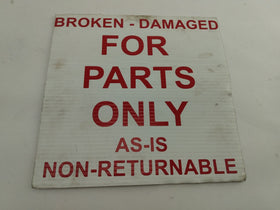 BROKEN - DAMAGED
FOR
PARTS
ONLY
AS-IS
NON-RETURNABLE